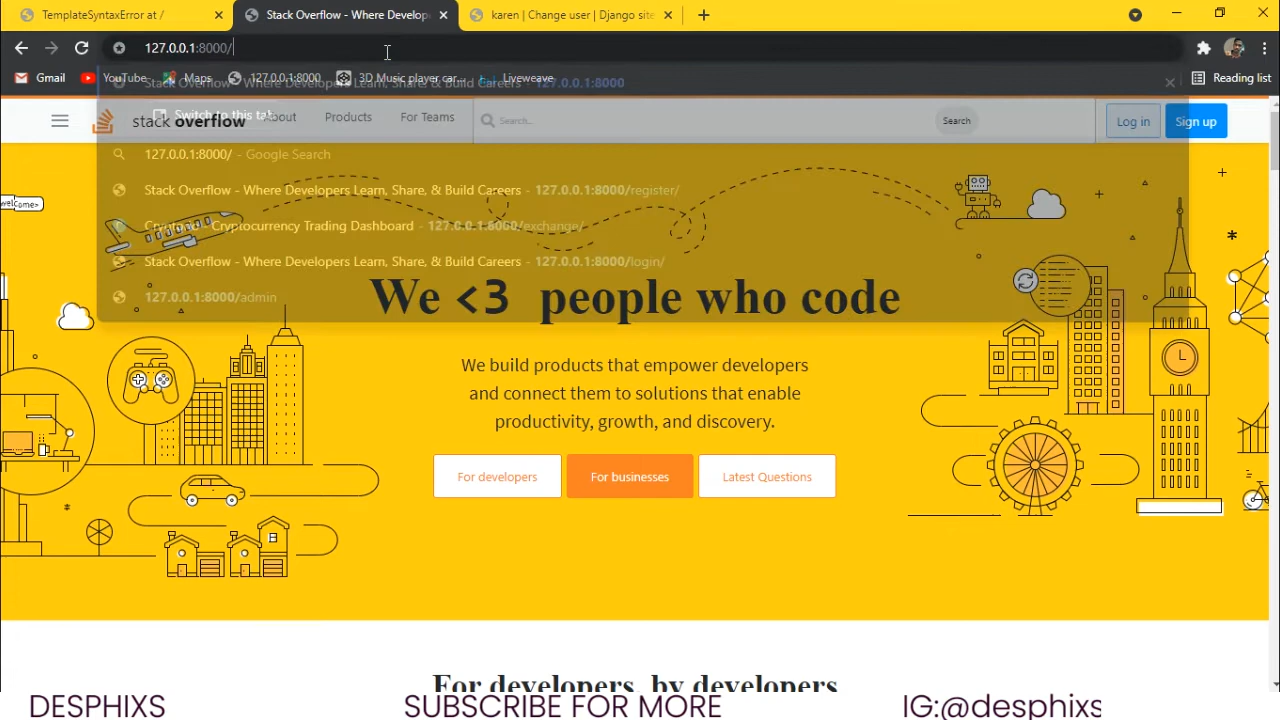 TemplateSyntaxError at /
Stack Overflow - Where Develop
karen | Change user | Django site
127.0.0.1:8000/
Gmail
YouTube
Maps
127.0.0.1:8000
3D Music player car...
Liveweave
Reading list
Stack Overflow - Where Developers Learn, Share, & Build Careers - 127.0.0.1:8000
Switch to this tab
stack overflow
About
Products
For Teams
Search...
Search
Log in
Sign up
127.0.0.1:8000/ - Google Search
Stack Overflow - Where Developers Learn, Share, & Build Careers - 127.0.0.1:8000/register/
- Cryptocurrency Trading Dashboard - 127.0.0.1:8000/exchange/
Stack Overflow - Where Developers Learn, Share, & Build Careers - 127.0.0.1:8000/login/
127.0.0.1:8000/admin
welcome>
We <3 people who code
We build products that empower developers
and connect them to solutions that enable
productivity, growth, and discovery.
For developers
For businesses
Latest Questions
For developers, by developers
DESPHIXS
SUBSCRIBE FOR MORE
IG:@desphixs